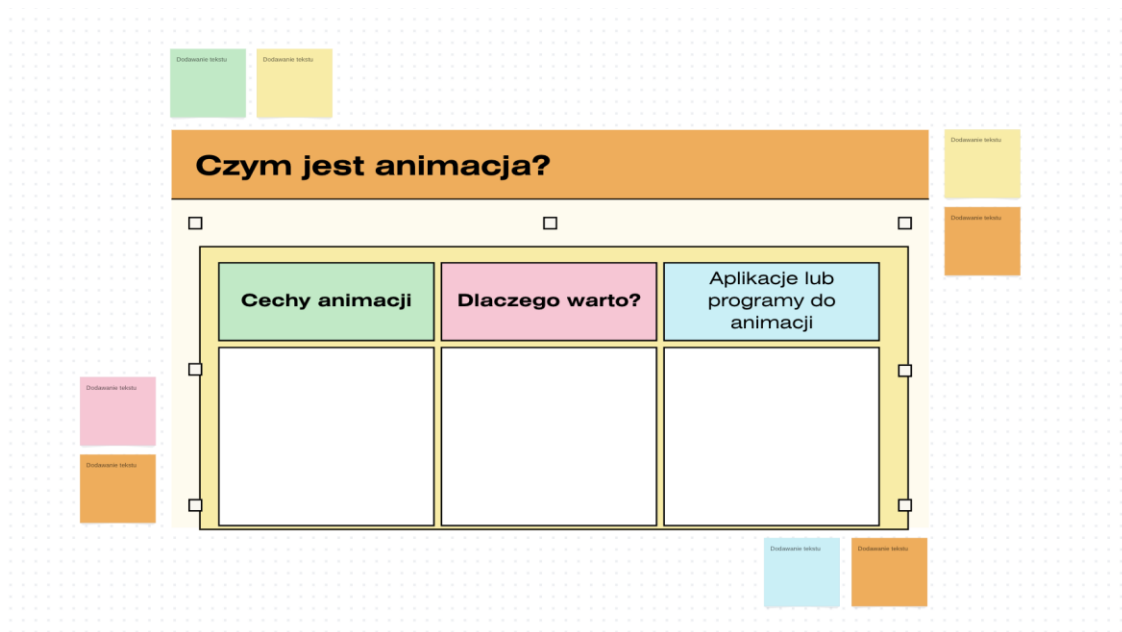 Dodawanie tekstu
Dodawanie tekstu
Czym jest animacja?
Dodawanie tekstu
Dodawanie tekstu
Cechy animacji
Dlaczego warto?
Aplikacje lub
programy do
animacji
Dodawanie tekstu
Dodawanie tekstu
Dodawanie tekstu
Dodawanie tekstu